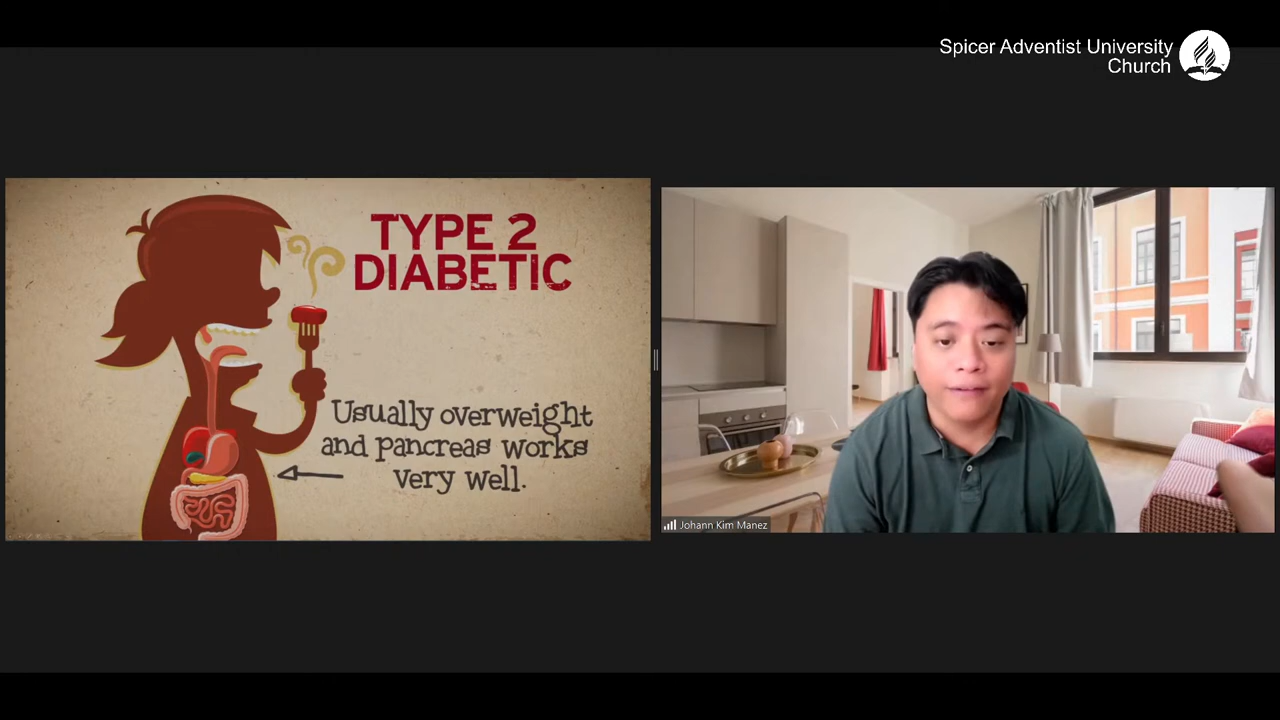 Spicer Adventist University
Church
TYPE 2
DIABETIC
Usually overweight
and pancreas works
very well.
Johann Kim Manez